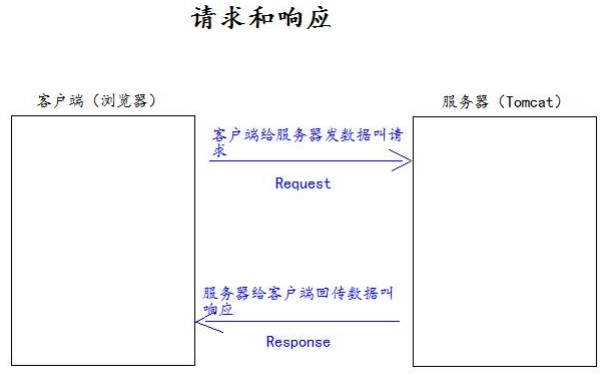 请求和响应
客户端（浏览器）
服务器（Tomcat）
客户端给服务器发数据叫请
求
Request
服务器给客户端回传数据叫
响应
Response